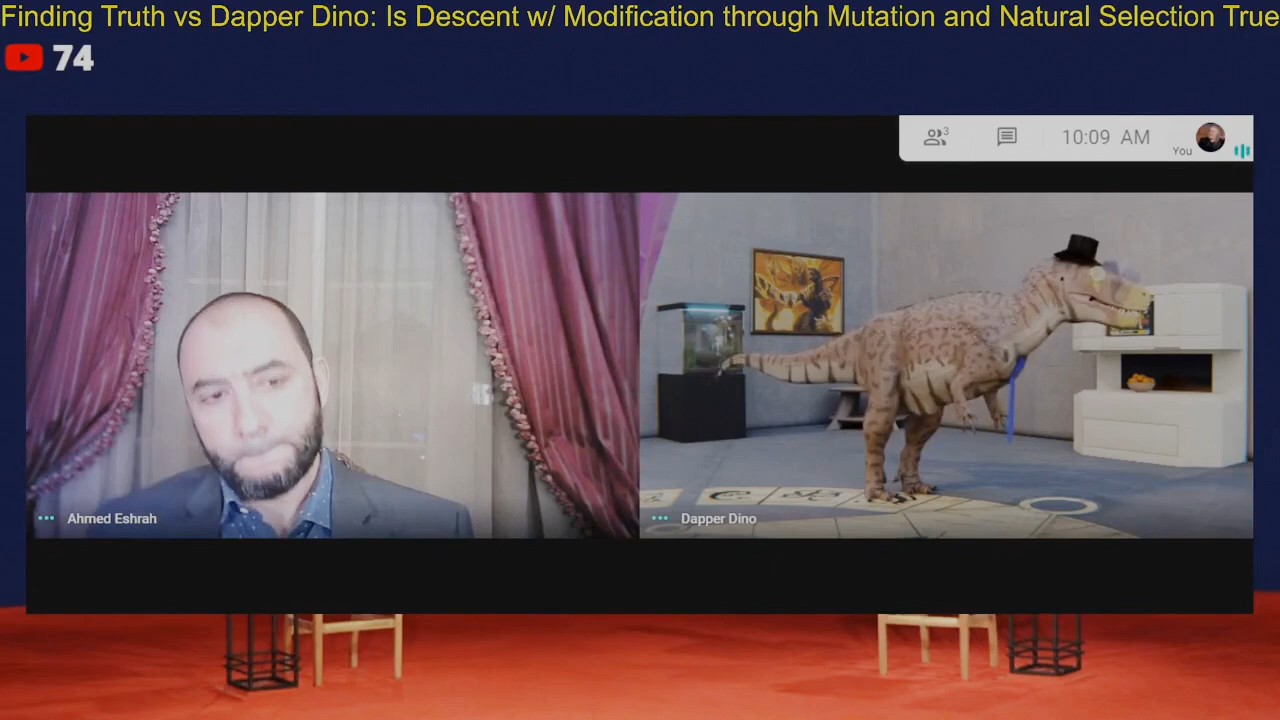 Finding Truth vs Dapper Dino: Is Descent w/ Modification through Mutation and Natural Selection True
74
3
10:09 AM
You
Ahmed Eshrah
Dapper Dino